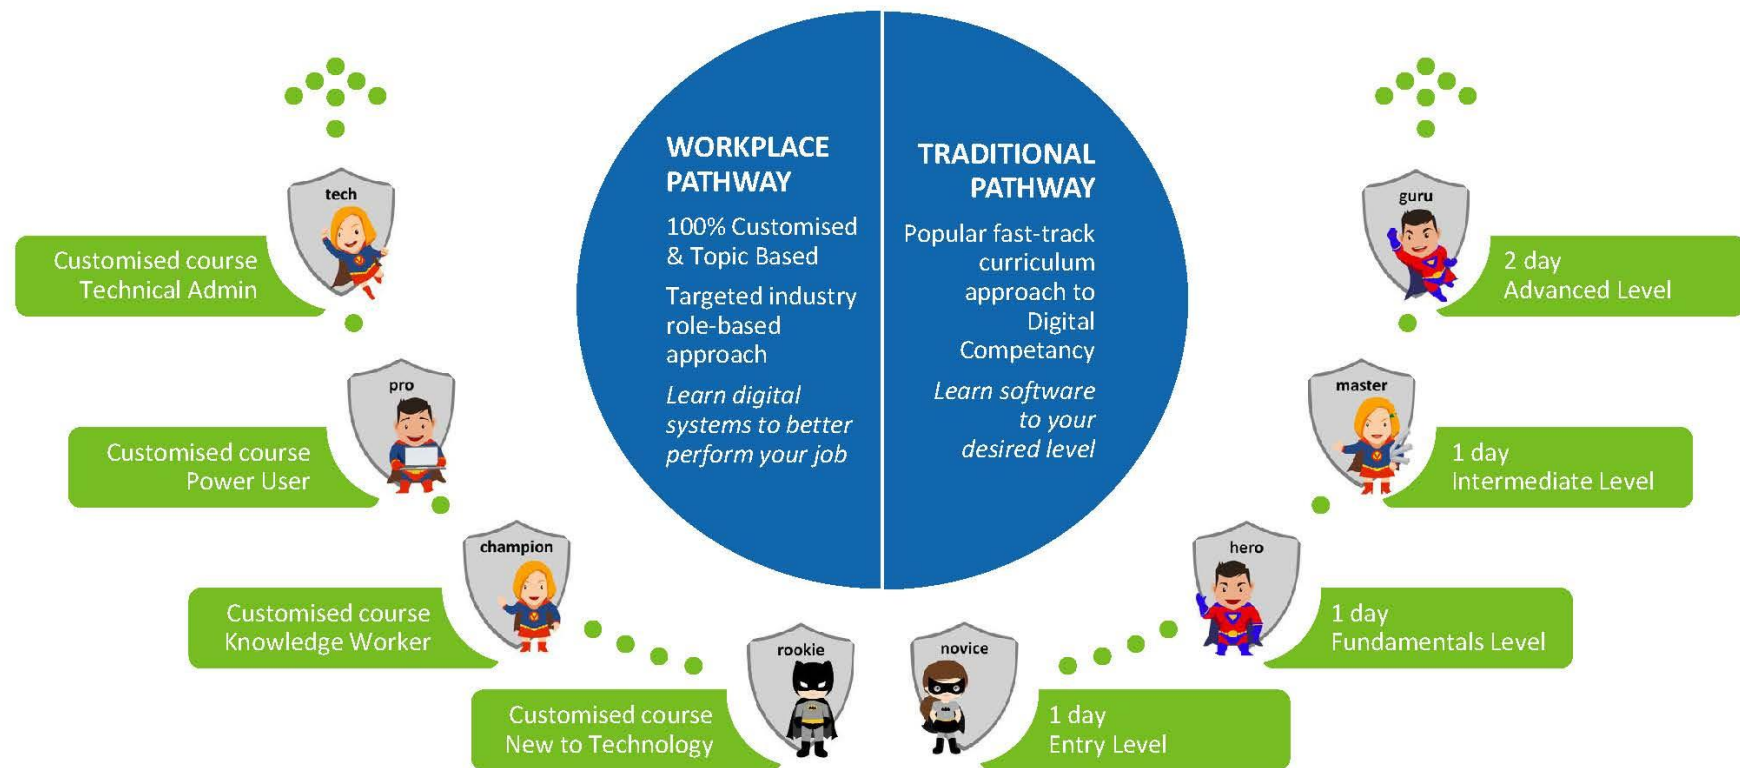 WORKPLACE
PATHWAY
100% Customised
& Topic Based
Targeted industry
role-based
approach
Learn digital
systems to better
perform your job
TRADITIONAL
PATHWAY
Popular fast-track
curriculum
approach to
Digital
Competancy
Learn software
to your
desired level
tech
Customised course
Technical Admin
pro
Customised course
Power User
champion
Customised course
Knowledge Worker
rookie
Customised course
New to Technology
guru
2 day
Advanced Level
master
1 day
Intermediate Level
hero
1 day
Fundamentals Level
novice
1 day
Entry Level